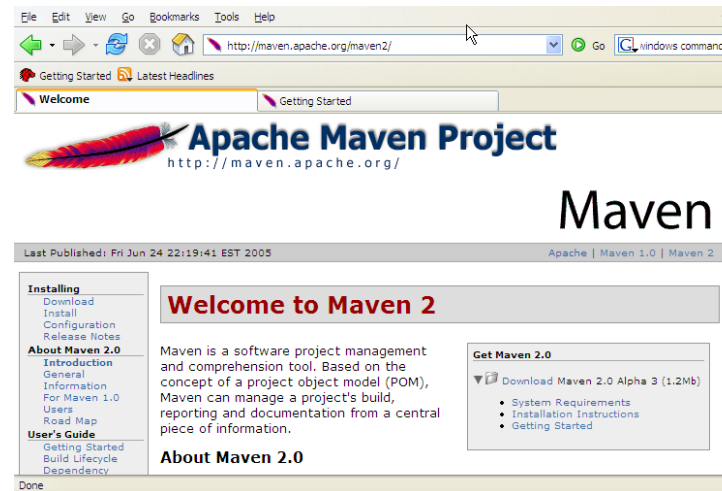 File Edit View Go Bookmarks Tools Help
http://maven.apache.org/maven2/ Go G windows command
Getting Started Latest Headlines
Welcome Getting Started
Apache Maven Project
http://maven.apache.org/
Maven
Last Published: Fri Jun 24 22:19:41 EST 2005 Apache | Maven 1.0 | Maven 2
Installing
Download
Install
Configuration
Release Notes
About Maven 2.0
Introduction
General
Information
For Maven 1.0
Users
Road Map
User's Guide
Getting Started
Build Lifecycle
Dependency
Welcome to Maven 2
Maven is a software project management
and comprehension tool. Based on the
concept of a project object model (POM),
Maven can manage a project's build,
reporting and documentation from a central
piece of information.
About Maven 2.0
Get Maven 2.0
Download Maven 2.0 Alpha 3 (1.2Mb)
System Requirements
Installation Instructions
Getting Started
Done